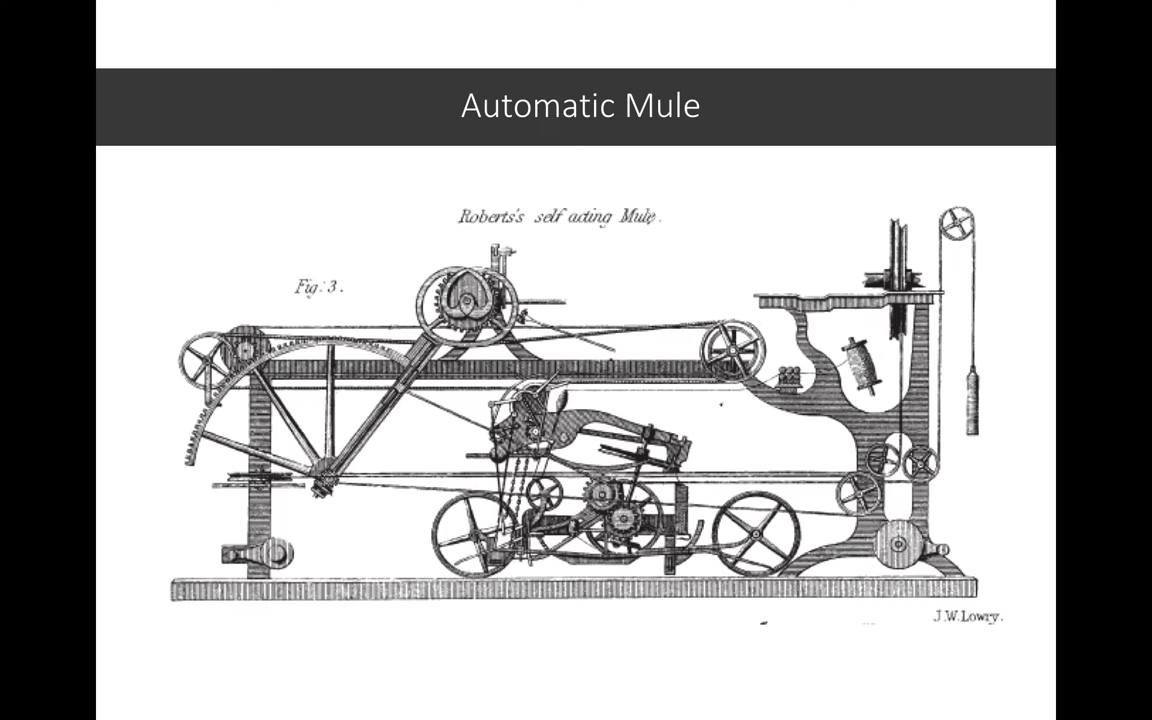 Automatic Mule
Roberts's self acting Mule.
Fig: 3.
J.W. Lowry.